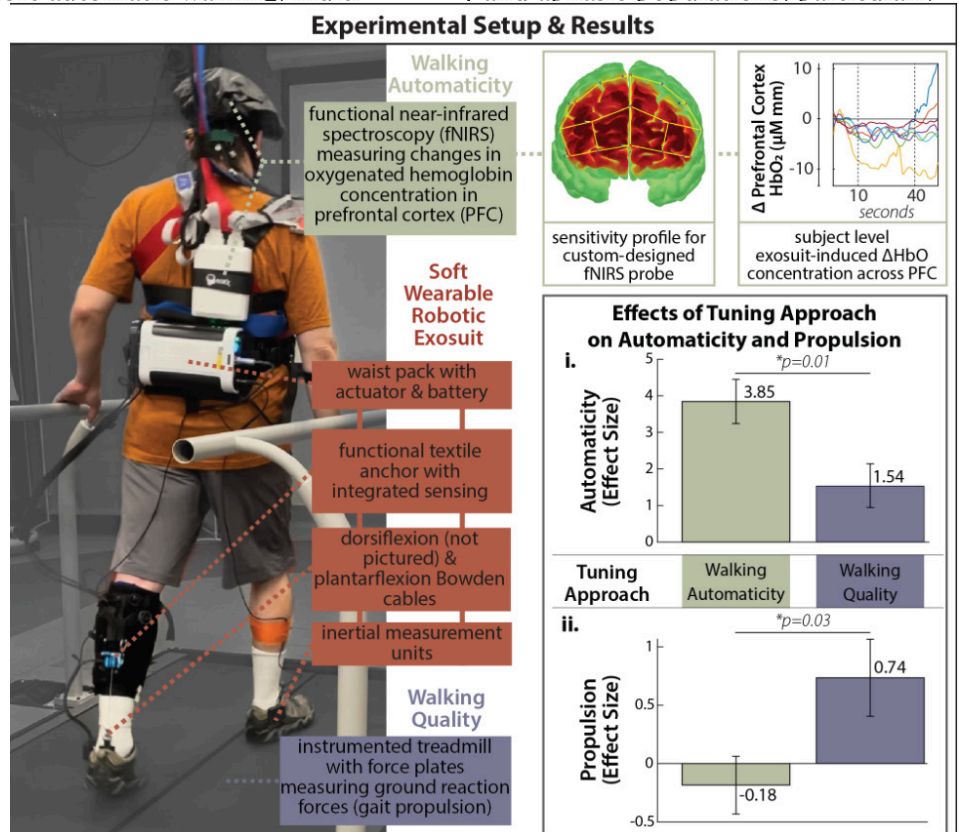 Experimental Setup & Results
Walking
Automaticity
functional near-infrared
spectroscopy (fNIRS)
measuring changes in
oxygenated hemoglobin
concentration in
prefrontal cortex (PFC)
sensitivity profile for
custom-designed
fNIRS probe
Δ Prefrontal Cortex
HbO₂ (μM mm)
10
0
-10
10
40
seconds
subject level
exosuit-induced ΔHbO
concentration across PFC
Soft
Wearable
Robotic
Exosuit
waist pack with
actuator & battery
functional textile
anchor with
integrated sensing
dorsiflexion (not
pictured) &
plantarflexion Bowden
cables
inertial measurement
units
Walking
Quality
instrumented treadmill
with force plates
measuring ground reaction
forces (gait propulsion)
Effects of Tuning Approach
on Automaticity and Propulsion
i.
*p=0.01
Automaticity
(Effect Size)
5
4
3
2
1
0
3.85
1.54
Tuning
Approach
Walking
Automaticity
Walking
Quality
ii.
*p=0.03
Propulsion
(Effect Size)
1
0.5
0
-0.5
-0.18
0.74